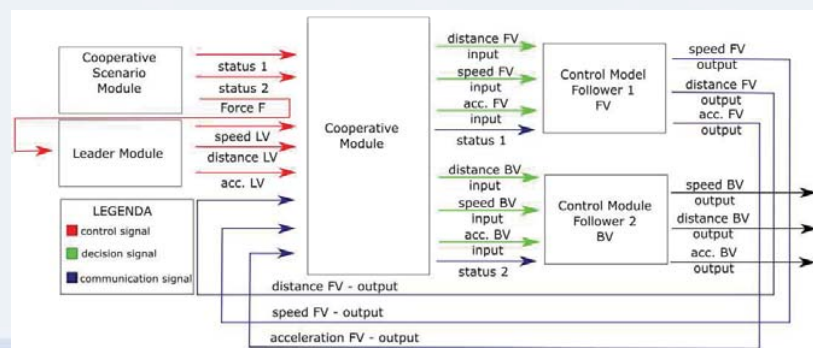 Cooperative
Scenario
Module
status 1
status 2
Force F
Leader Module
speed LV
distance LV
acc. LV
LEGENDA
control signal
decision signal
communication signal
Cooperative
Module
distance FV
input
speed FV
input
acc. FV
input
status 1
distance BV
input
speed BV
input
acc. BV
input
status 2
Control Model
Follower 1
FV
speed FV
output
distance FV
output
acc. FV
output
Control Module
Follower 2
BV
speed BV
output
distance BV
output
acc. BV
output
distance FV - output
speed FV - output
acceleration FV - output